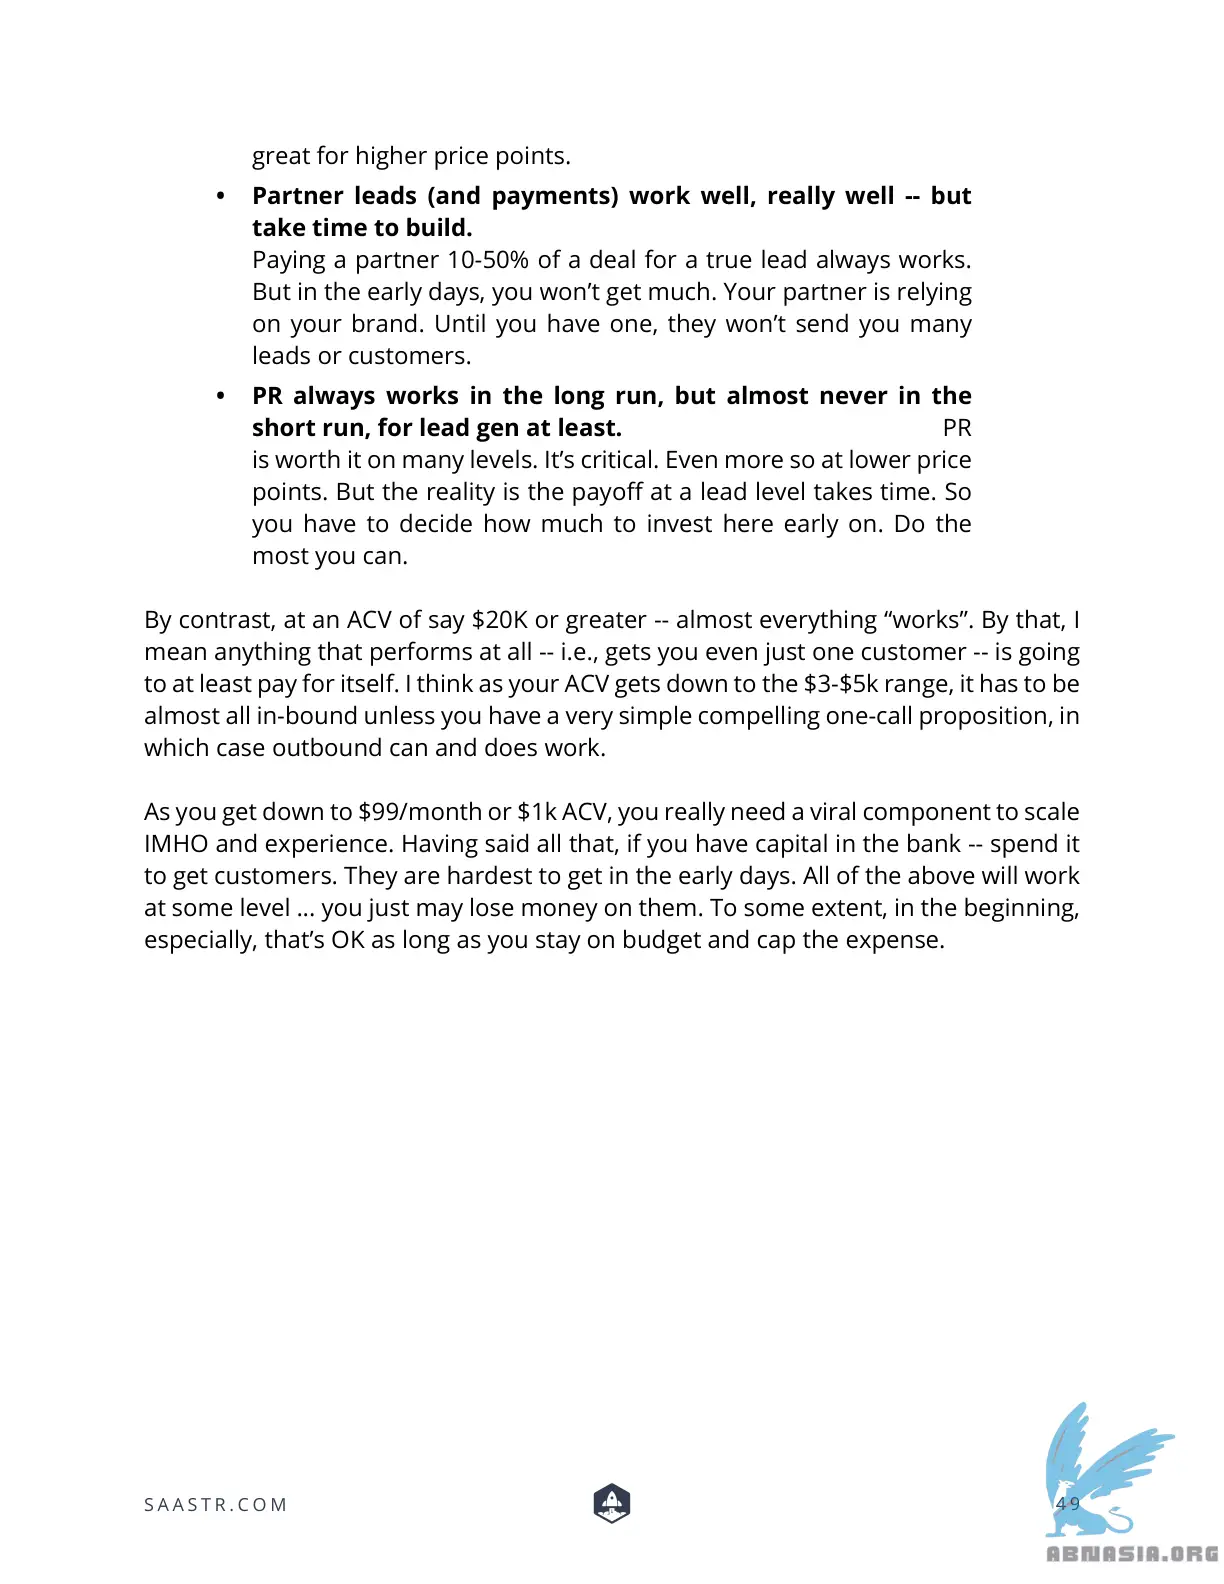 great for higher price points.
• Partner leads (and payments) work well, really well -- but
take time to build.
Paying a partner 10-50% of a deal for a true lead always works.
But in the early days, you won’t get much. Your partner is relying
on your brand. Until you have one, they won’t send you many
leads or customers.
• PR always works in the long run, but almost never in the
short run, for lead gen at least. PR
is worth it on many levels. It’s critical. Even more so at lower price
points. But the reality is the payoff at a lead level takes time. So
you have to decide how much to invest here early on. Do the
most you can.
By contrast, at an ACV of say $20K or greater -- almost everything “works”. By that, I
mean anything that performs at all -- i.e., gets you even just one customer -- is going
to at least pay for itself. I think as your ACV gets down to the $3-$5k range, it has to be
almost all in-bound unless you have a very simple compelling one-call proposition, in
which case outbound can and does work.
As you get down to $99/month or $1k ACV, you really need a viral component to scale
IMHO and experience. Having said all that, if you have capital in the bank -- spend it
to get customers. They are hardest to get in the early days. All of the above will work
at some level ... you just may lose money on them. To some extent, in the beginning,
especially, that’s OK as long as you stay on budget and cap the expense.
SAASTR.COM
49
ABNASIA.ORG